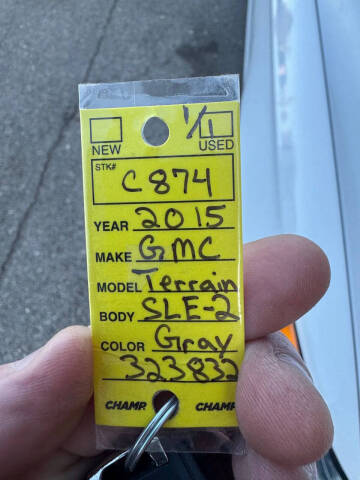 1/1
NEW USED
STK# C874
YEAR 2015
MAKE GMC
MODEL Terrain
BODY SLE-2
COLOR Gray
323832
CHAMP CHAMP